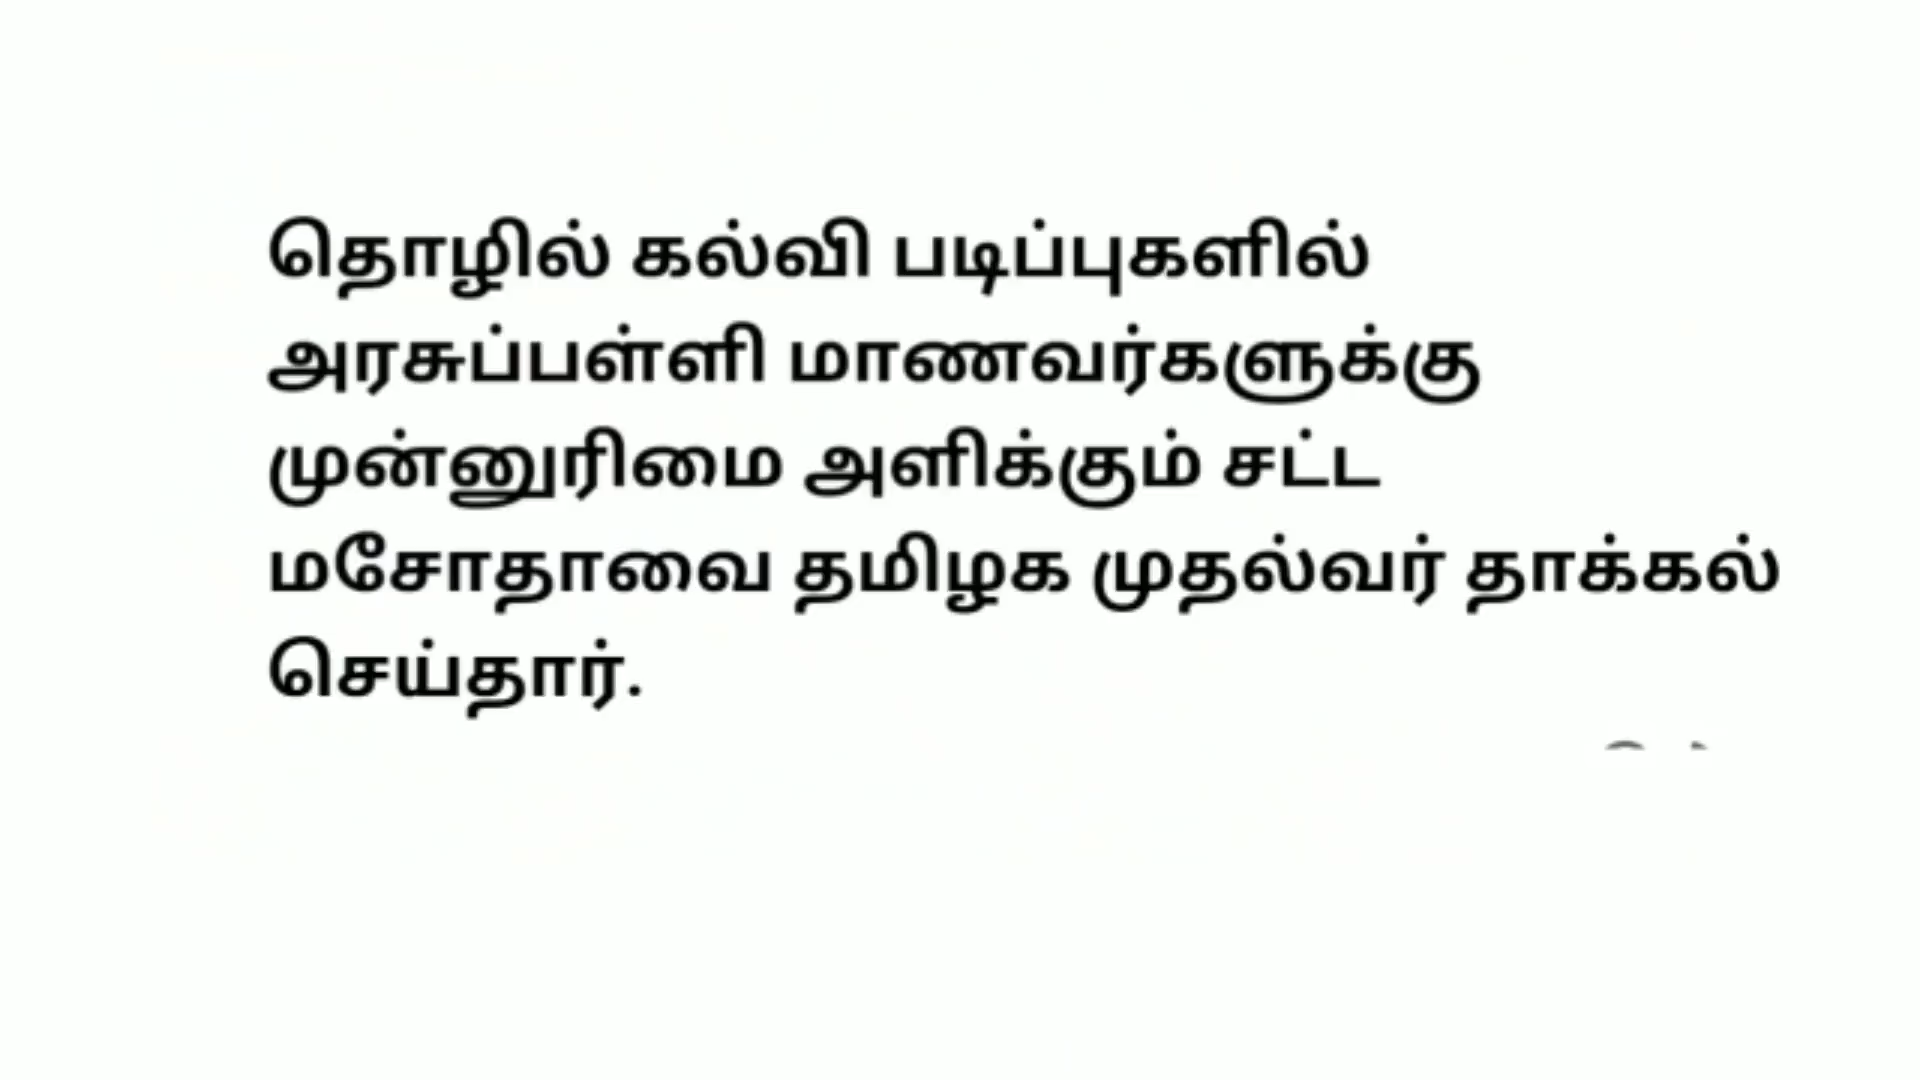 தொழில் கல்வி படிப்புகளில்
அரசுப்பள்ளி மாணவர்களுக்கு
முன்னுரிமை அளிக்கும் சட்ட
மசோதாவை தமிழக முதல்வர் தாக்கல்
செய்தார்.